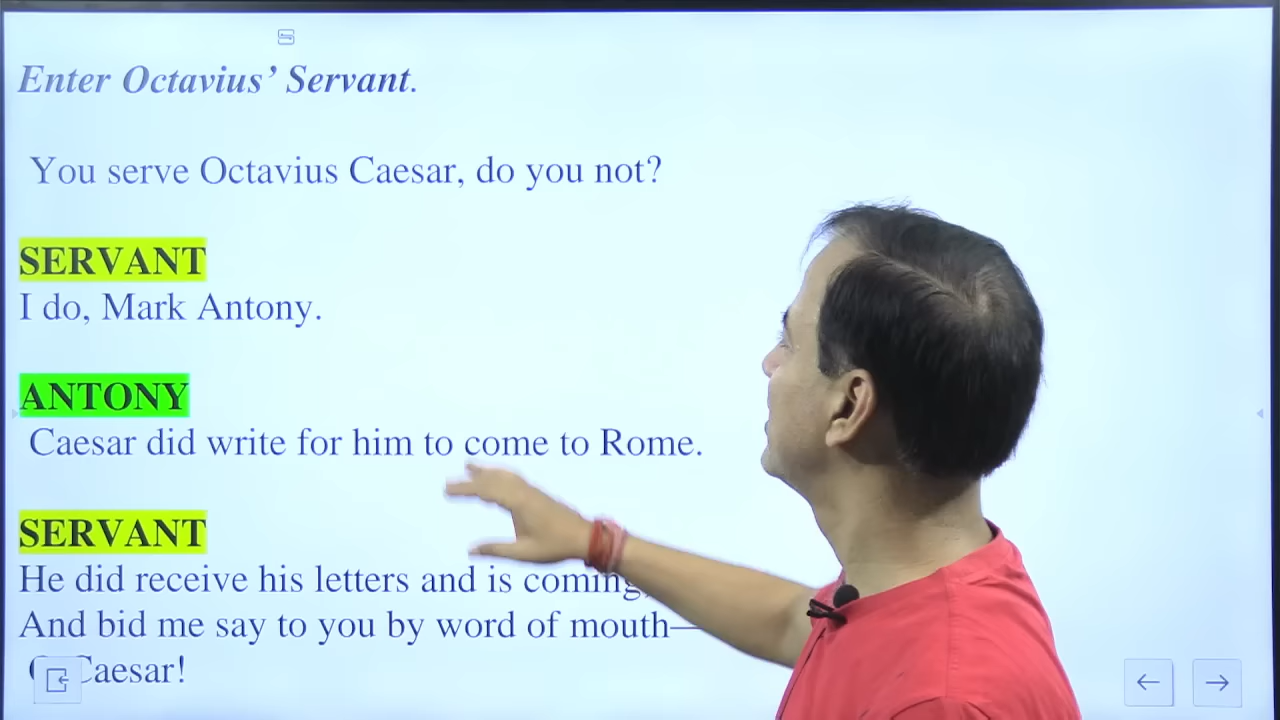 Enter Octavius’ Servant.
You serve Octavius Caesar, do you not?
SERVANT
I do, Mark Antony.
ANTONY
Caesar did write for him to come to Rome.
SERVANT
He did receive his letters and is coming,
And bid me say to you by word of mouth—
Caesar!